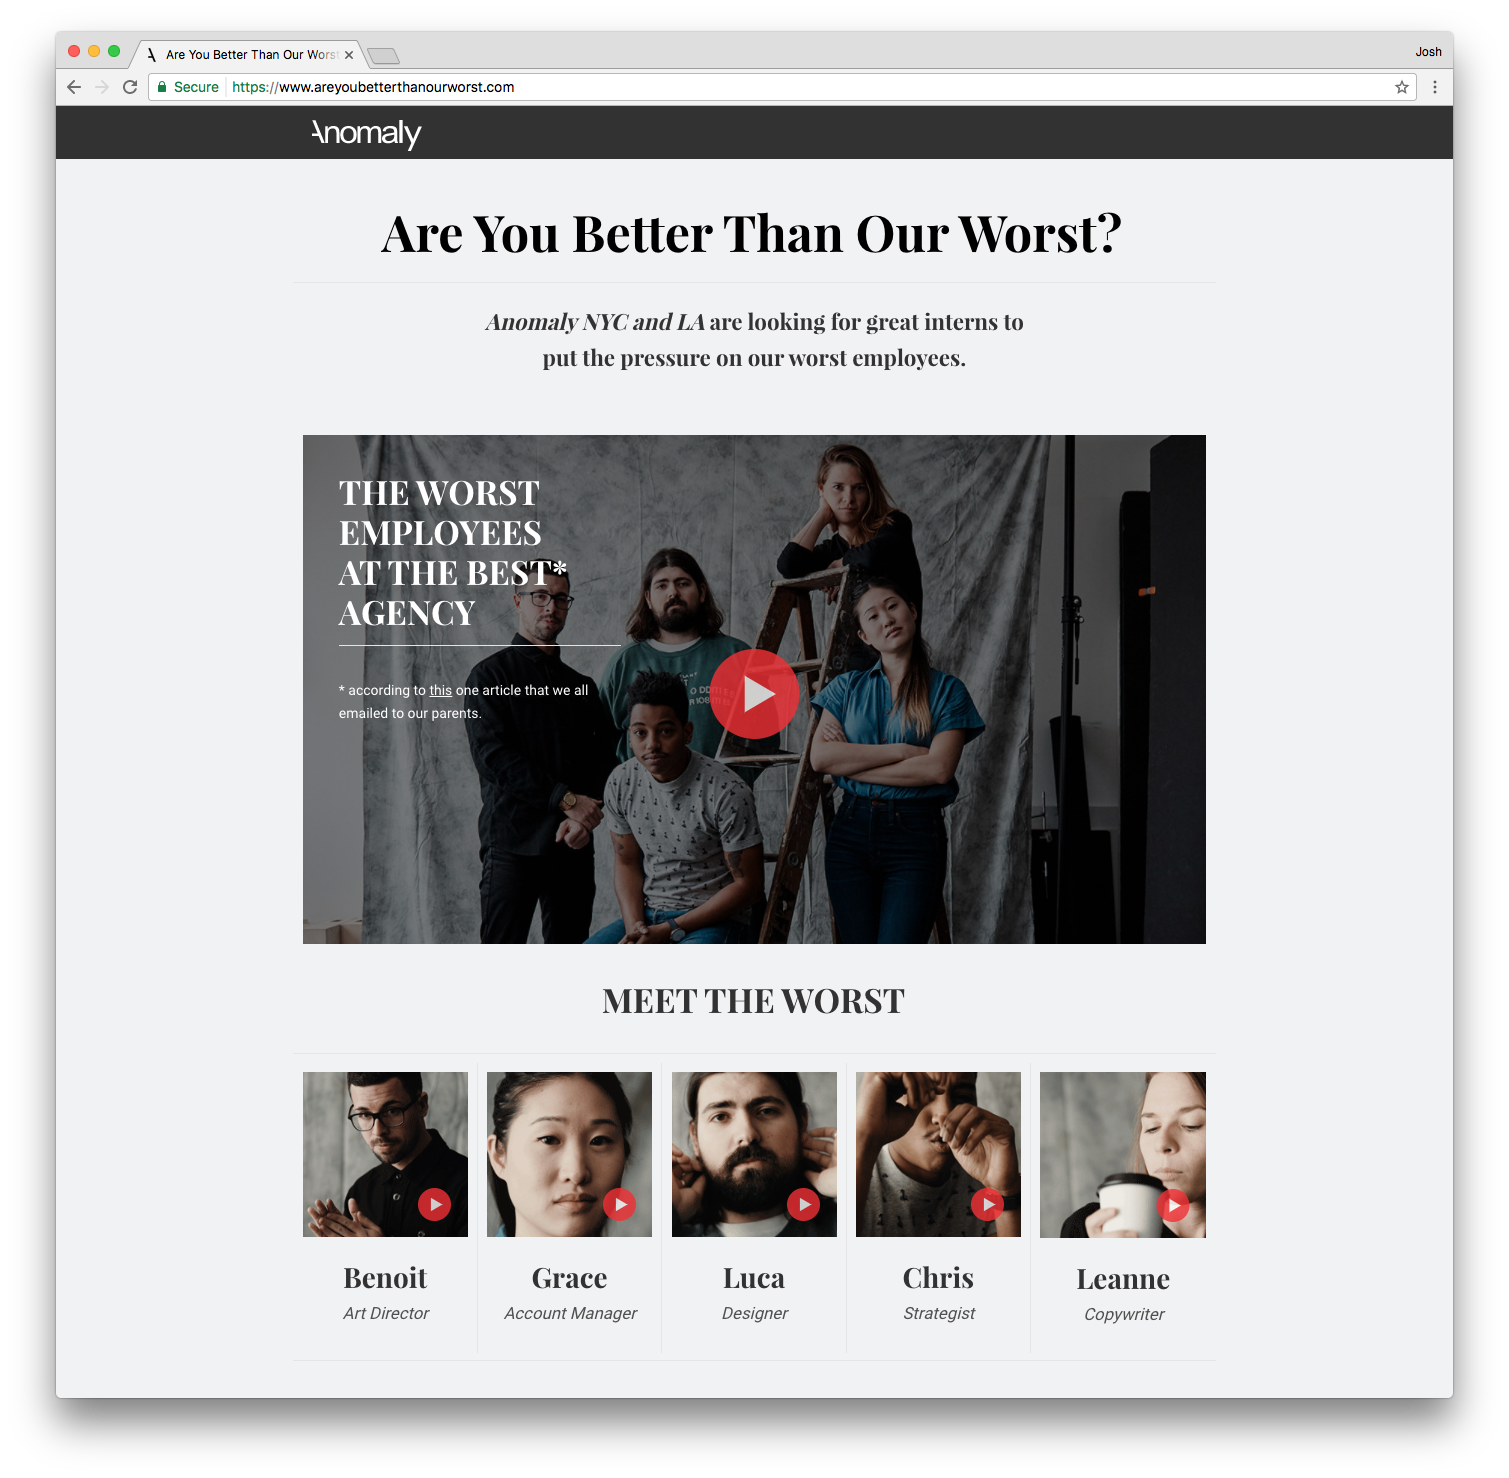 Are You Better Than Our Worst
Josh
Secure
https://www.areyoubetterthanourworst.com
Anomaly
Are You Better Than Our Worst?
Anomaly NYC and LA are looking for great interns to
put the pressure on our worst employees.
THE WORST
EMPLOYEES
AT THE BEST*
AGENCY
* according to this one article that we all
emailed to our parents.
MEET THE WORST
Benoit
Art Director
Grace
Account Manager
Luca
Designer
Chris
Strategist
Leanne
Copywriter